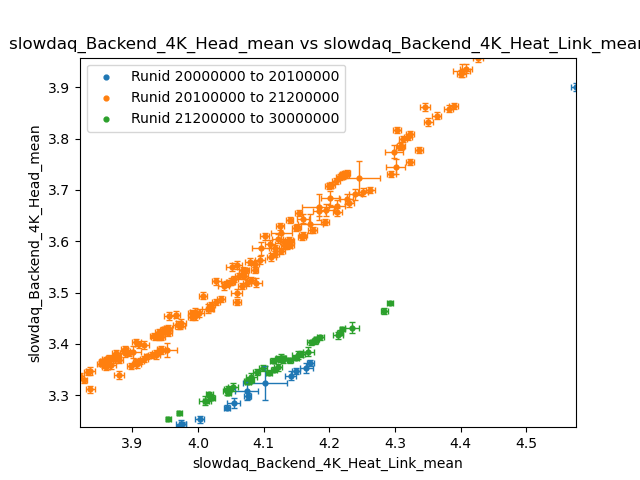 slowdaq_Backend_4K_Head_mean vs slowdaq_Backend_4K_Heat_Link_mean
Runid 20000000 to 20100000
Runid 20100000 to 21200000
Runid 21200000 to 30000000
slowdaq_Backend_4K_Head_mean
3.9
3.8
3.7
3.6
3.5
3.4
3.3
3.9 4.0 4.1 4.2 4.3 4.4 4.5
slowdaq_Backend_4K_Heat_Link_mean